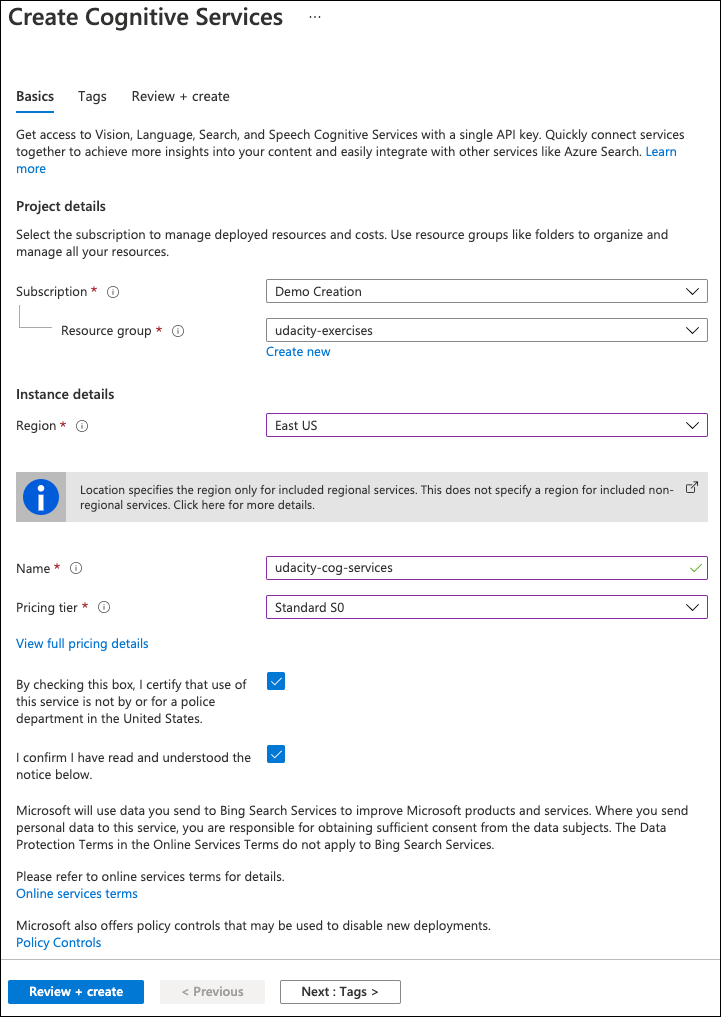 Create Cognitive Services ...
Basics Tags Review + create
Get access to Vision, Language, Search, and Speech Cognitive Services with a single API key. Quickly connect services
together to achieve more insights into your content and easily integrate with other services like Azure Search. Learn
more
Project details
Select the subscription to manage deployed resources and costs. Use resource groups like folders to organize and
manage all your resources.
Subscription * Demo Creation
Resource group * udacity-exercises
Create new
Instance details
Region * East US
Location specifies the region only for included regional services. This does not specify a region for included non-
regional services. Click here for more details.
Name * udacity-cog-services
Pricing tier * Standard S0
View full pricing details
By checking this box, I certify that use of
this service is not by or for a police
department in the United States.
I confirm I have read and understood the
notice below.
Microsoft will use data you send to Bing Search Services to improve Microsoft products and services. Where you send
personal data to this service, you are responsible for obtaining sufficient consent from the data subjects. The Data
Protection Terms in the Online Services Terms do not apply to Bing Search Services.
Please refer to online services terms for details.
Online services terms
Microsoft also offers policy controls that may be used to disable new deployments.
Policy Controls
Review + create < Previous Next : Tags >